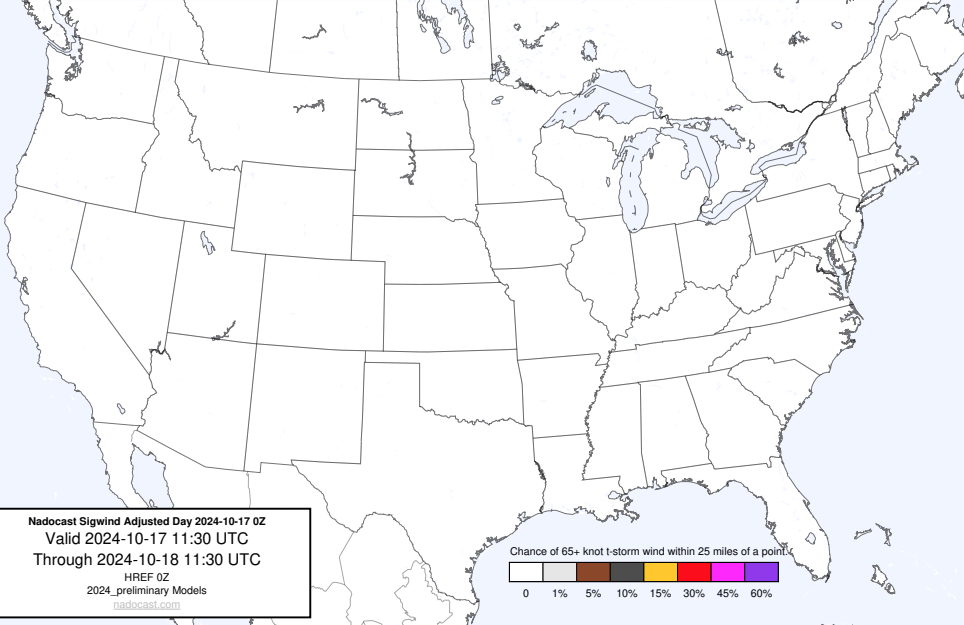 Nadocast Sigwind Adjusted Day 2024-10-17 0Z
Valid 2024-10-17 11:30 UTC
Through 2024-10-18 11:30 UTC
HREF 0Z
2024_preliminary Models
nadocast.com
Chance of 65+ knot t-storm wind within 25 miles of a point.
0 1% 5% 10% 15% 30% 45% 60%